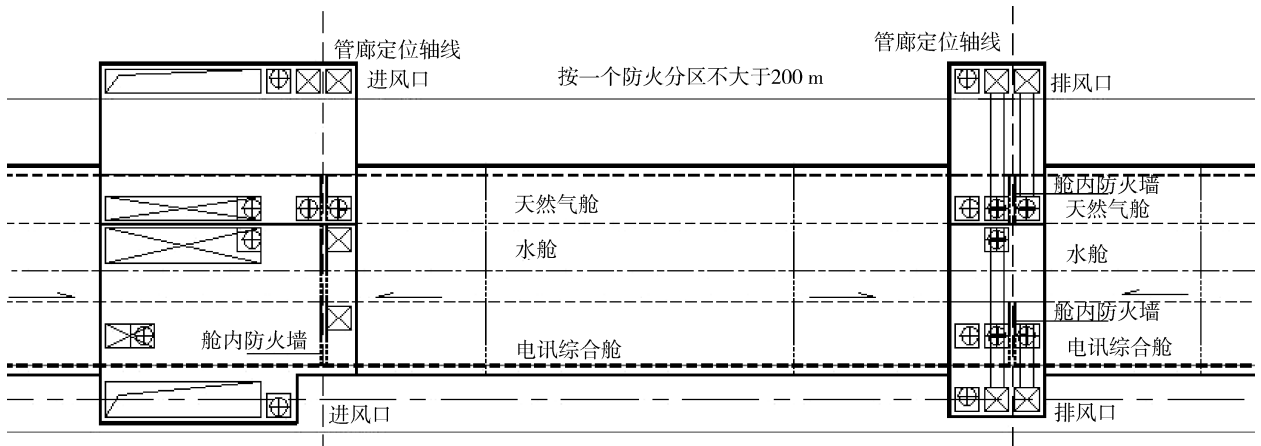 管廊定位轴线
管廊定位轴线
进风口
按一个防火分区不大于200 m
排风口
舱内防火墙
天然气舱
天然气舱
水舱
水舱
舱内防火墙
舱内防火墙
电讯综合舱
电讯综合舱
进风口
排风口